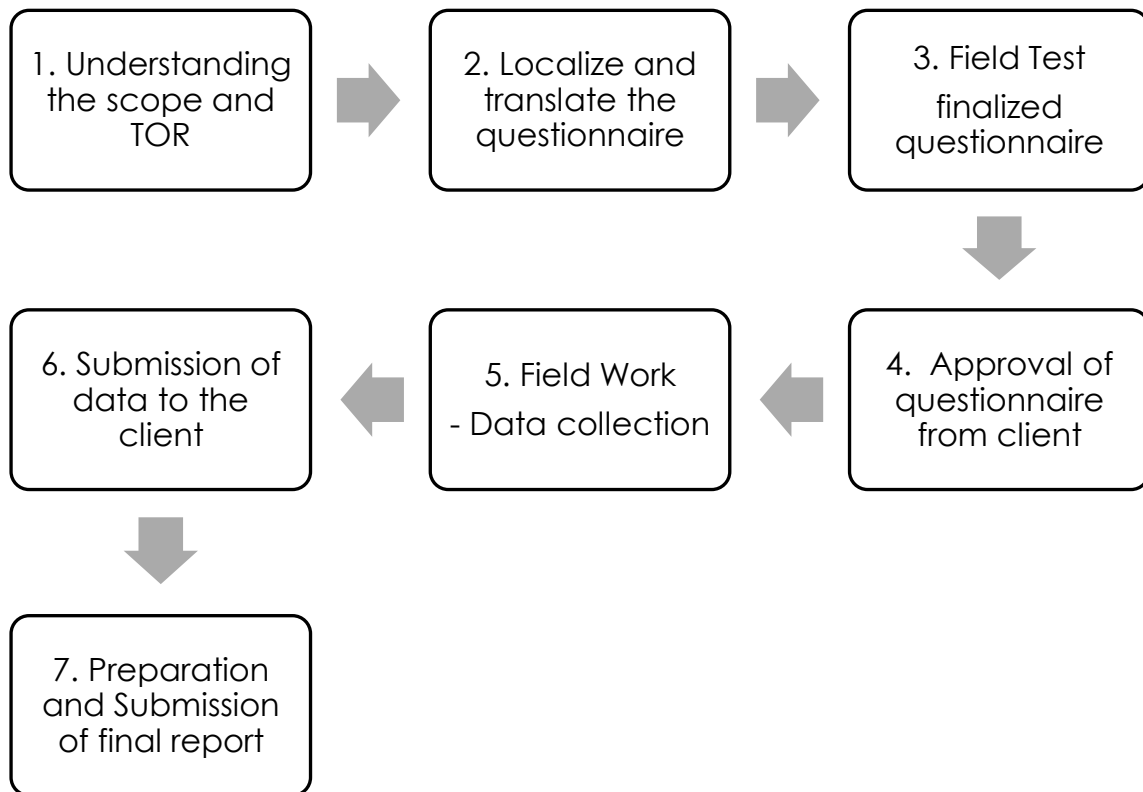 1. Understanding
the scope and
TOR
2. Localize and
translate the
questionnaire
3. Field Test
finalized
questionnaire
4. Approval of
questionnaire
from client
5. Field Work
- Data collection
6. Submission of
data to the
client
7. Preparation
and Submission
of final report